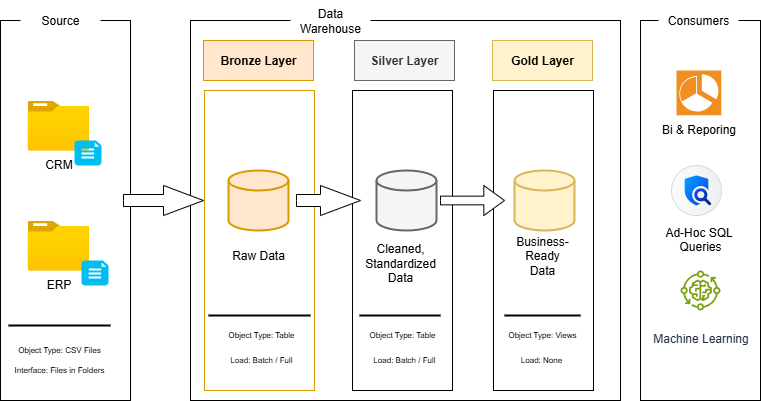 Source
CRM
ERP
Object Type: CSV Files
Interface: Files in Folders
Data
Warehouse
Bronze Layer
Raw Data
Object Type: Table
Load: Batch / Full
Silver Layer
Cleaned,
Standardized
Data
Object Type: Table
Load: Batch / Full
Gold Layer
Business-
Ready
Data
Object Type: Views
Load: None
Consumers
Bi & Reporing
Ad-Hoc SQL
Queries
Machine Learning